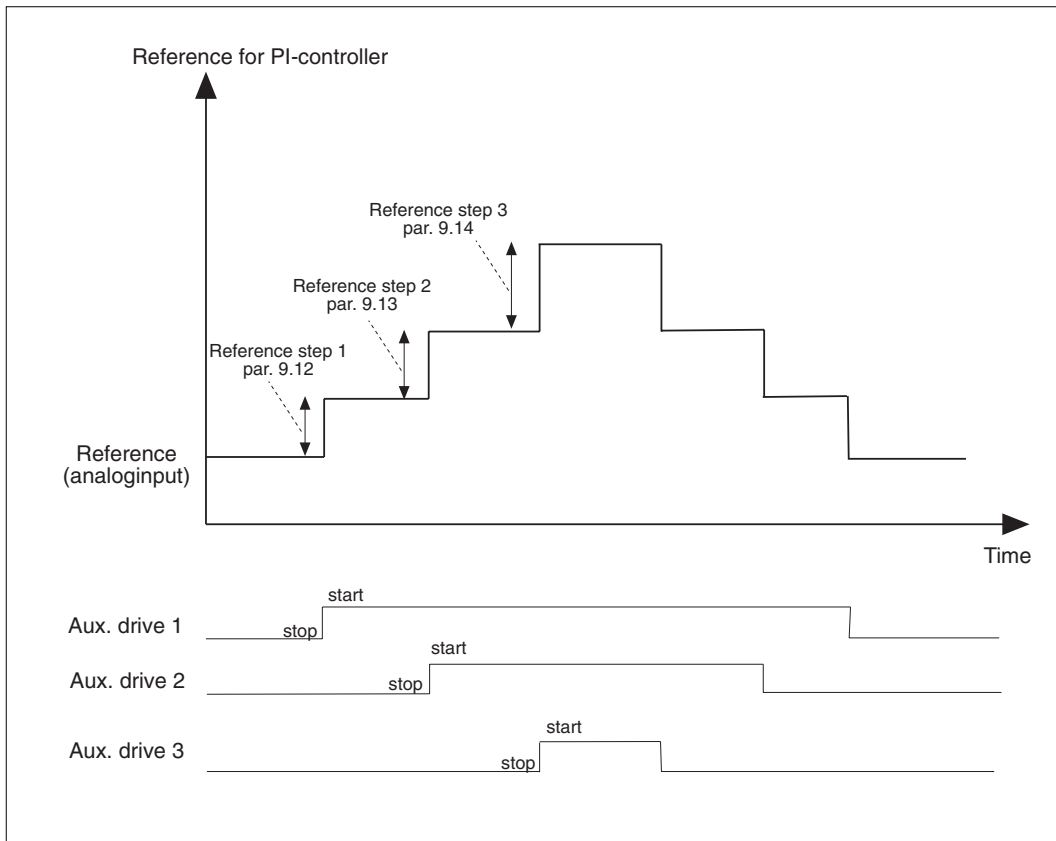 Reference for PI-controller
Reference step 3
par. 9.14
Reference step 2
par. 9.13
Reference step 1
par. 9.12
Reference
(analoginput)
Time
start
Aux. drive 1
stop
start
Aux. drive 2
stop
start
Aux. drive 3
stop